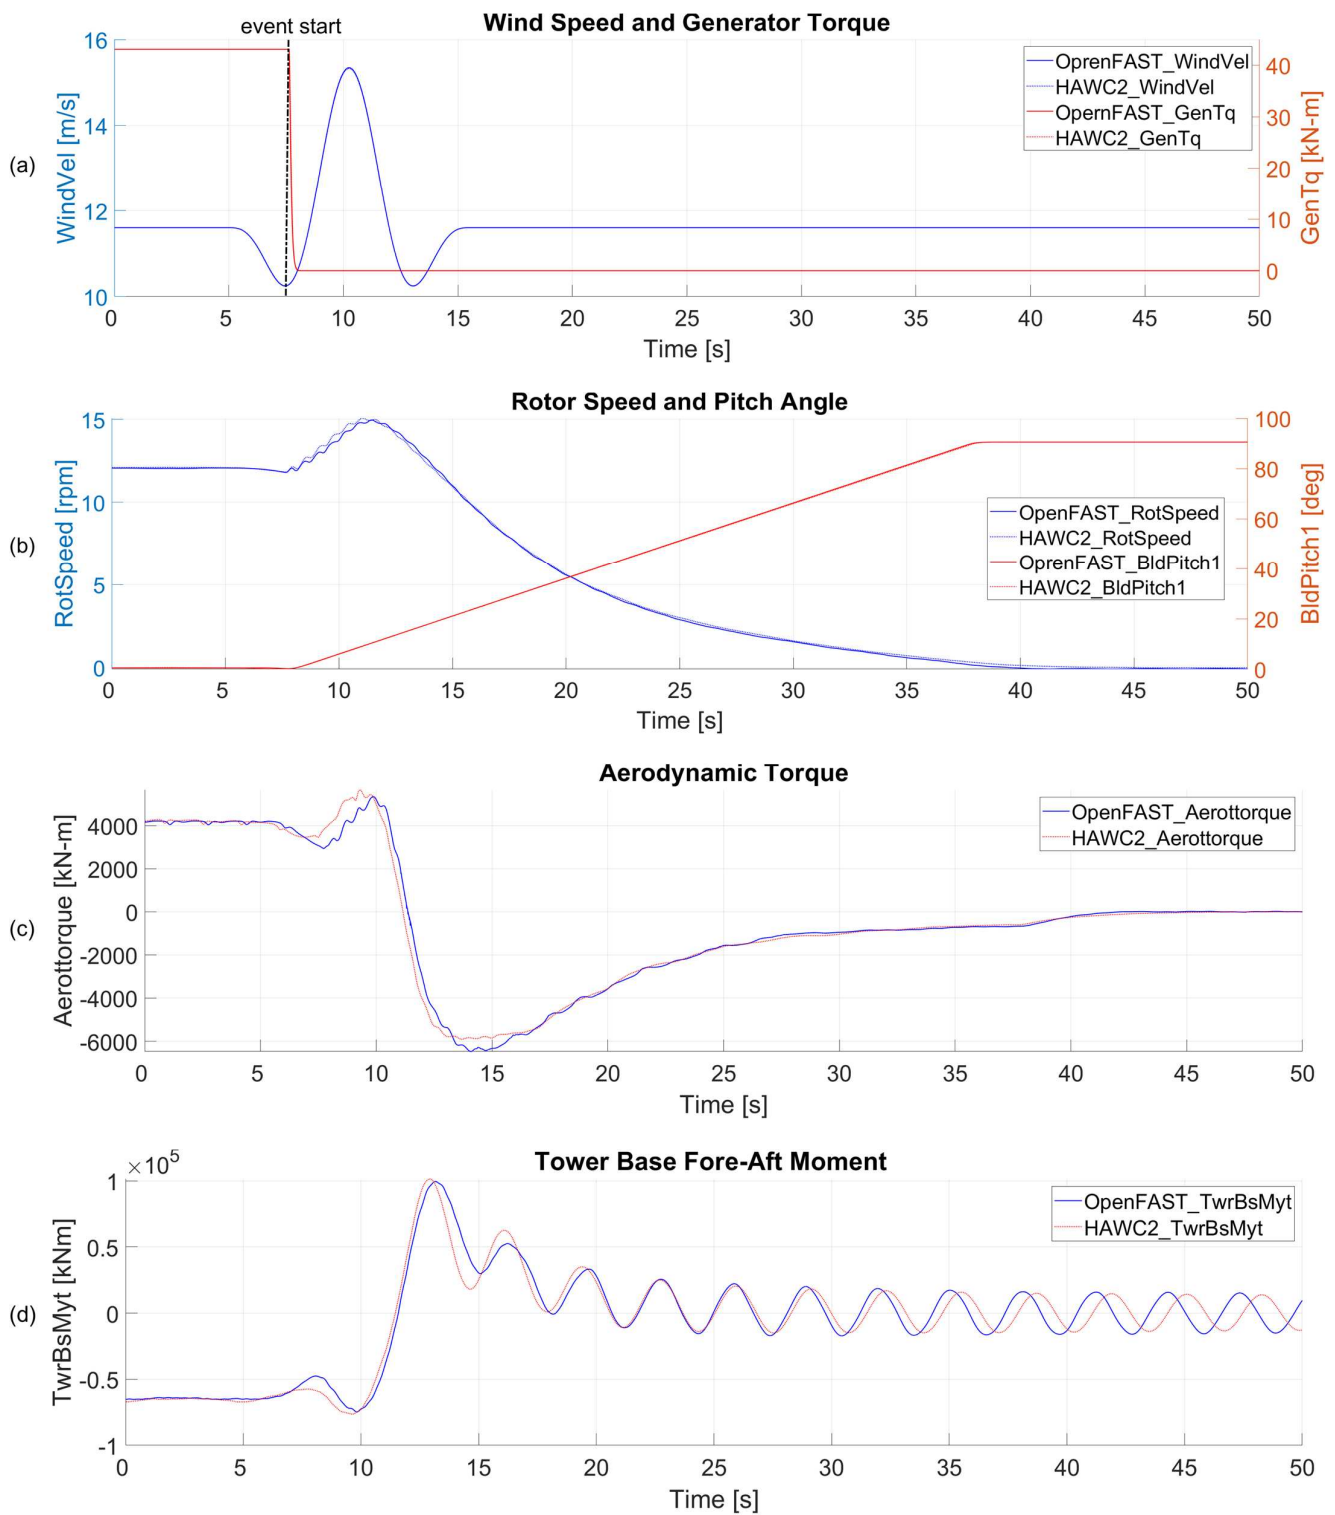 event start
Wind Speed and Generator Torque
(a)
WindVel [m/s]
16
14
12
10
GenTq [kN-m]
40
30
20
10
0
OprenFAST_WindVel
HAWC2_WindVel
OpernFAST_GenTq
HAWC2_GenTq
0 5 10 15 20 25 30 35 40 45 50
Time [s]
Rotor Speed and Pitch Angle
(b)
RotSpeed [rpm]
15
10
5
0
BldPitch1 [deg]
100
80
60
40
20
0
OpenFAST_RotSpeed
HAWC2_RotSpeed
OprenFAST_BldPitch1
HAWC2_BldPitch1
0 5 10 15 20 25 30 35 40 45 50
Time [s]
Aerodynamic Torque
(c)
Aerottorque [kN-m]
4000
2000
0
-2000
-4000
-6000
OpenFAST_Aerottorque
HAWC2_Aerottorque
0 5 10 15 20 25 30 35 40 45 50
Time [s]
Tower Base Fore-Aft Moment
(d)
TwrBsMyt [kNm]
×10⁵
1
0.5
0
-0.5
-1
OpenFAST_TwrBsMyt
HAWC2_TwrBsMyt
0 5 10 15 20 25 30 35 40 45 50
Time [s]